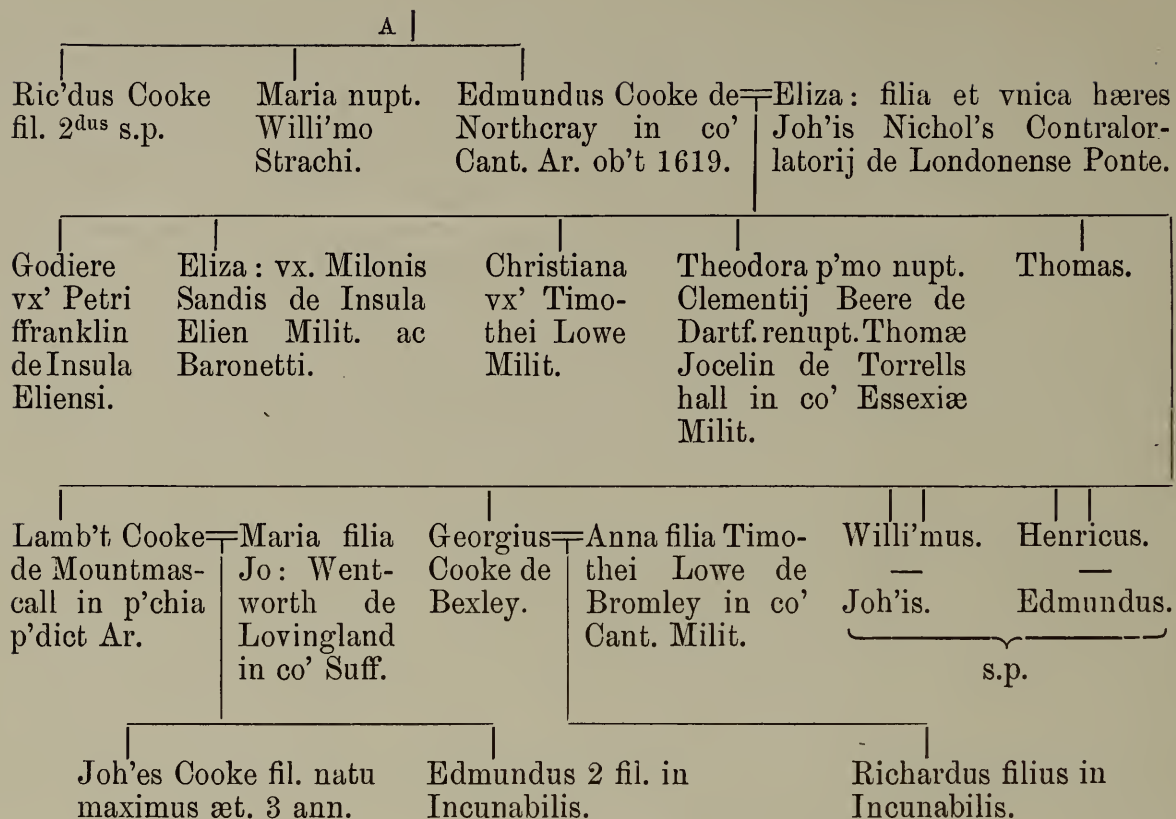 A
Ric'dus Cooke
fil. 2dus s.p.
Maria nupt.
Willi'mo
Strachi.
Edmundus Cooke de
Northcray in co'
Cant. Ar. ob't 1619.
Eliza: filia et vnica hæres
Joh'is Nichol's Contralor-
latorij de Londonense Ponte.
Godiere
vx' Petri
ffranklin
de Insula
Eliensi.
Eliza: vx. Milonis
Sandis de Insula
Elien Milit. ac
Baronetti.
Christiana
vx' Timo-
thei Lowe
Milit.
Theodora p'mo nupt.
Clementij Beere de
Dartf. renupt. Thomæ
Jocelin de Torrells
hall in co' Essexiæ
Milit.
Thomas.
Lamb't Cooke
de Mountmas-
call in p'chia
p'dict Ar.
Maria filia
Jo: Went-
worth de
Lovingland
in co' Suff.
Georgius
Cooke de
Bexley.
Anna filia Timo-
thei Lowe de
Bromley in co'
Cant. Milit.
Willi'mus.
—
Joh'is.
Henricus.
—
Edmundus.
s.p.
Joh'es Cooke fil. natu
maximus æt. 3 ann.
Edmundus 2 fil. in
Incunabilis.
Richardus filius in
Incunabilis.